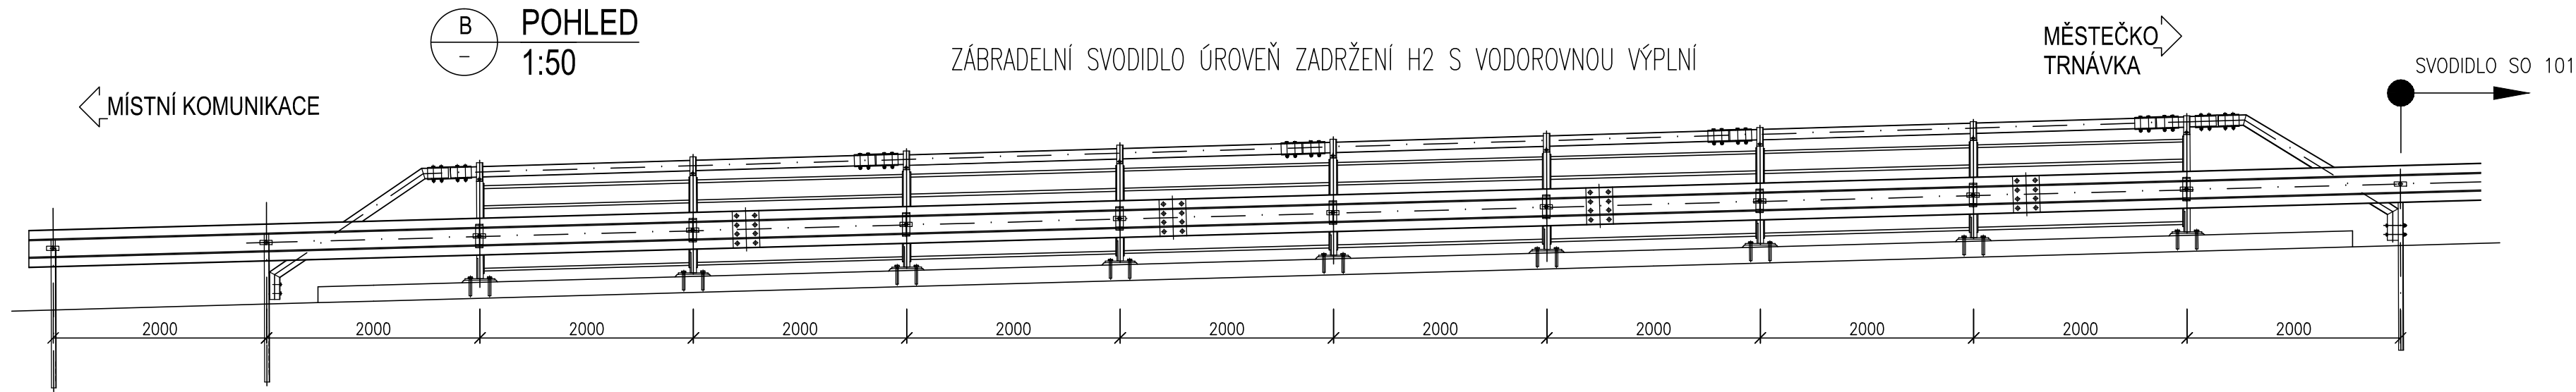 B POHLED
– 1:50
ZÁBRADELNÍ SVODIDLO ÚROVEŇ ZADRŽENÍ H2 S VODOROVNOU VÝPLNÍ
MĚSTEČKO
TRNÁVKA
SVODIDLO SO 101
MÍSTNÍ KOMUNIKACE
2000 2000 2000 2000 2000 2000 2000 2000 2000 2000 2000